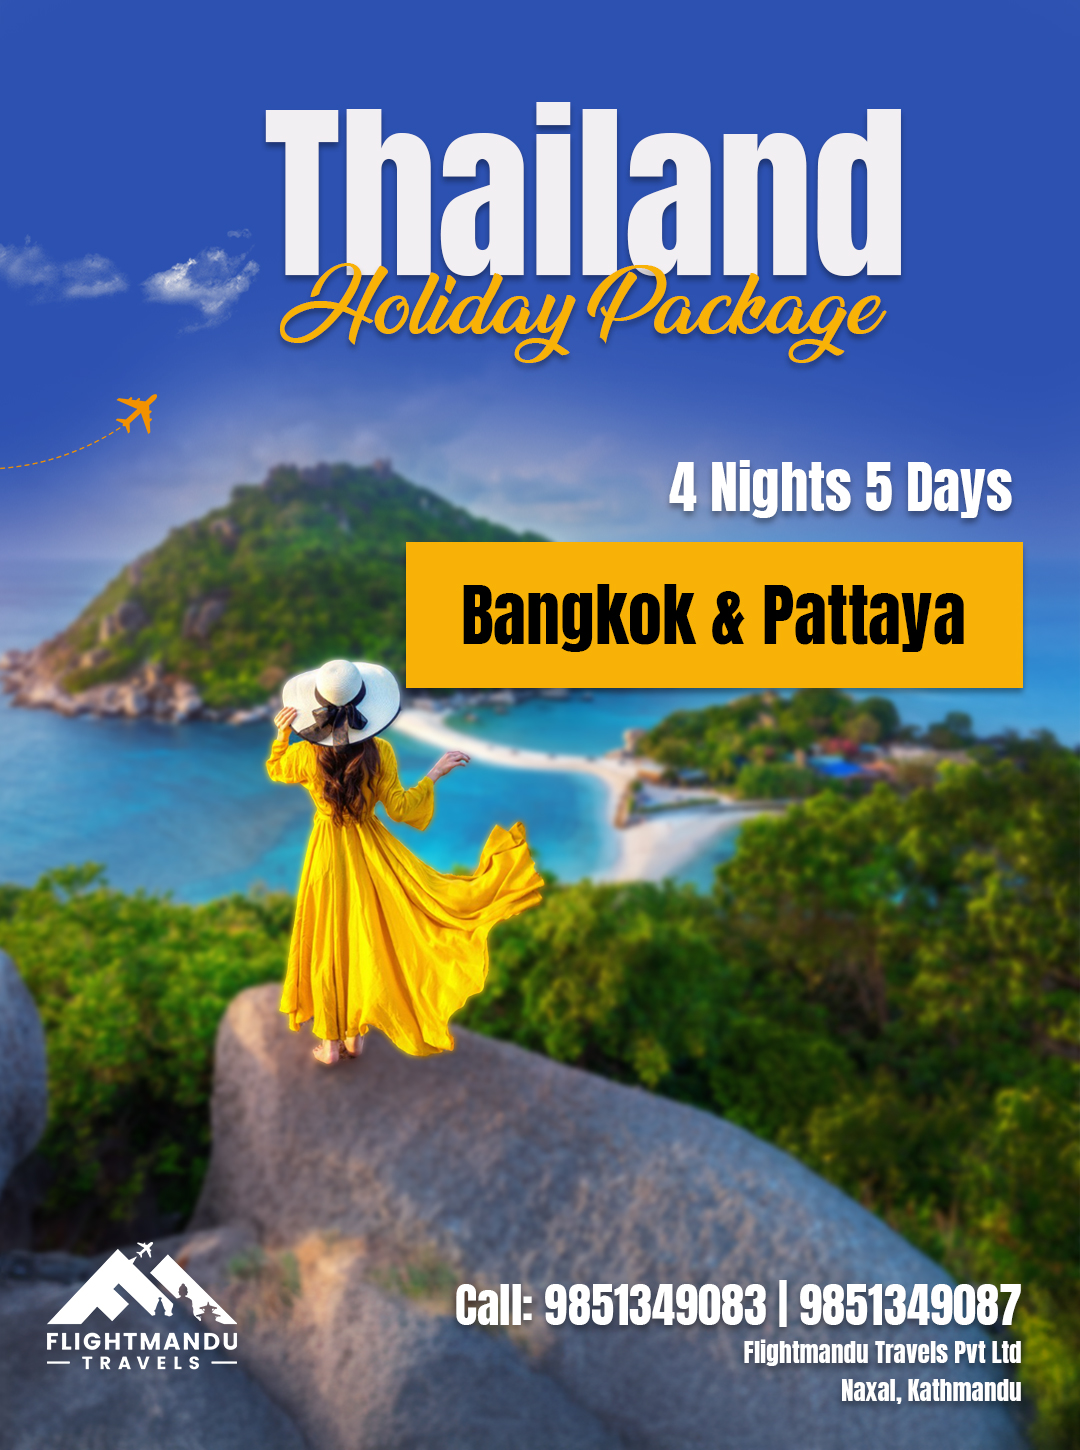 Thailand
Holiday Package
4 Nights 5 Days
Bangkok & Pattaya
Call: 9851349083 | 9851349087
Flightmandu Travels Pvt Ltd
Naxal, Kathmandu
FLIGHTMANDU
TRAVELS